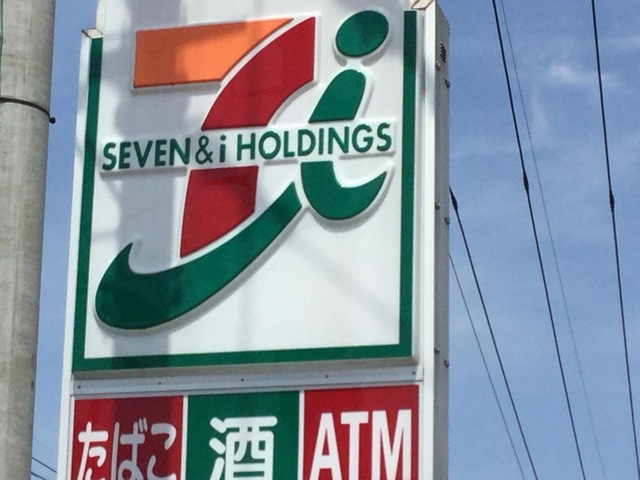 SEVEN & i HOLDINGS
たばこ 酒 ATM